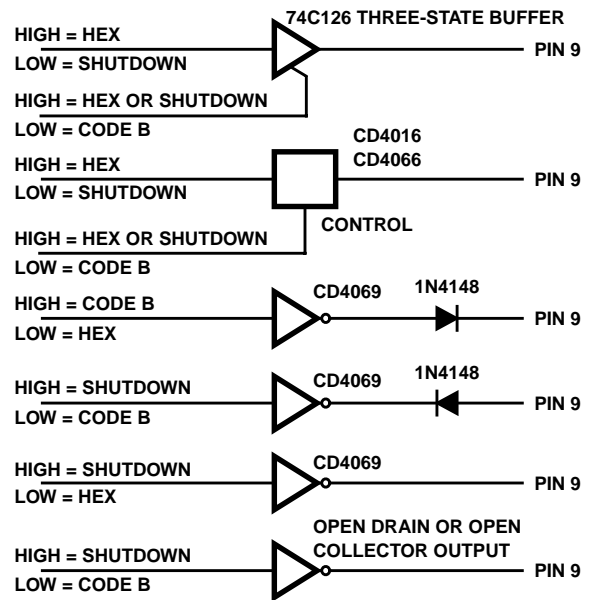 74C126 THREE-STATE BUFFER
HIGH = HEX
LOW = SHUTDOWN
PIN 9
HIGH = HEX OR SHUTDOWN
LOW = CODE B
CD4016
CD4066
HIGH = HEX
LOW = SHUTDOWN
PIN 9
CONTROL
HIGH = HEX OR SHUTDOWN
LOW = CODE B
CD4069
1N4148
HIGH = CODE B
LOW = HEX
PIN 9
CD4069
1N4148
HIGH = SHUTDOWN
LOW = CODE B
PIN 9
CD4069
HIGH = SHUTDOWN
LOW = HEX
PIN 9
OPEN DRAIN OR OPEN
COLLECTOR OUTPUT
HIGH = SHUTDOWN
LOW = CODE B
PIN 9